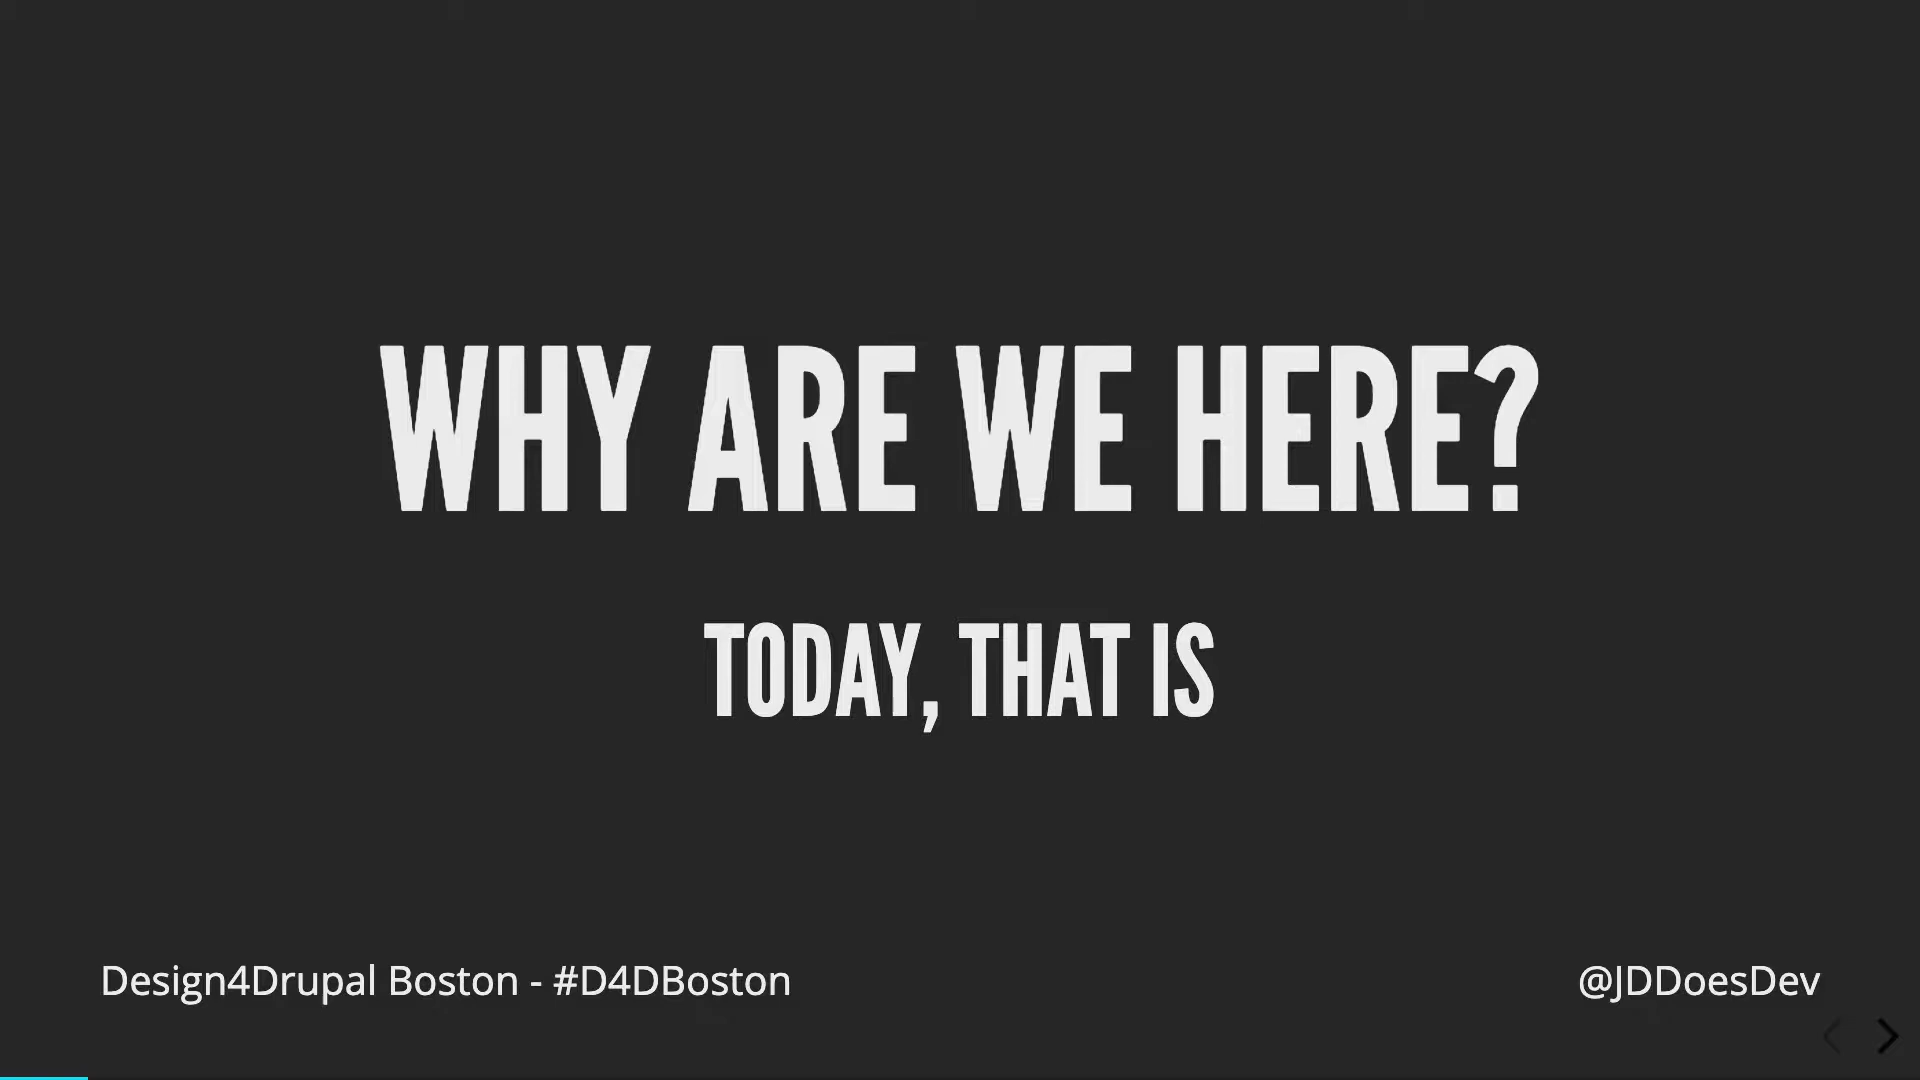 WHY ARE WE HERE?
TODAY, THAT IS
Design4Drupal Boston - #D4DBoston
@JDDoesDev